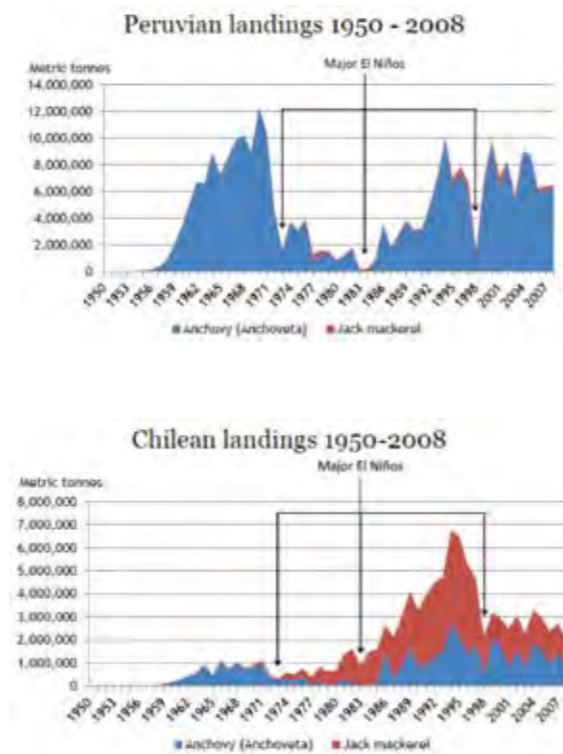 Peruvian landings 1950 - 2008
Metric tonnes
Major El Niños
14,000,000
12,000,000
10,000,000
8,000,000
6,000,000
4,000,000
2,000,000
0
1950 1953 1956 1959 1962 1965 1968 1971 1974 1977 1980 1983 1986 1989 1992 1995 1998 2001 2004 2007
Anchovy (Anchoveta) Jack mackerel
Chilean landings 1950-2008
Major El Niños
Metric tonnes
8,000,000
7,000,000
6,000,000
5,000,000
4,000,000
3,000,000
2,000,000
1,000,000
0
1950 1953 1956 1959 1962 1965 1968 1971 1974 1977 1980 1983 1986 1989 1992 1995 1998 2001 2004 2007
Anchovy (Anchoveta) Jack mackerel